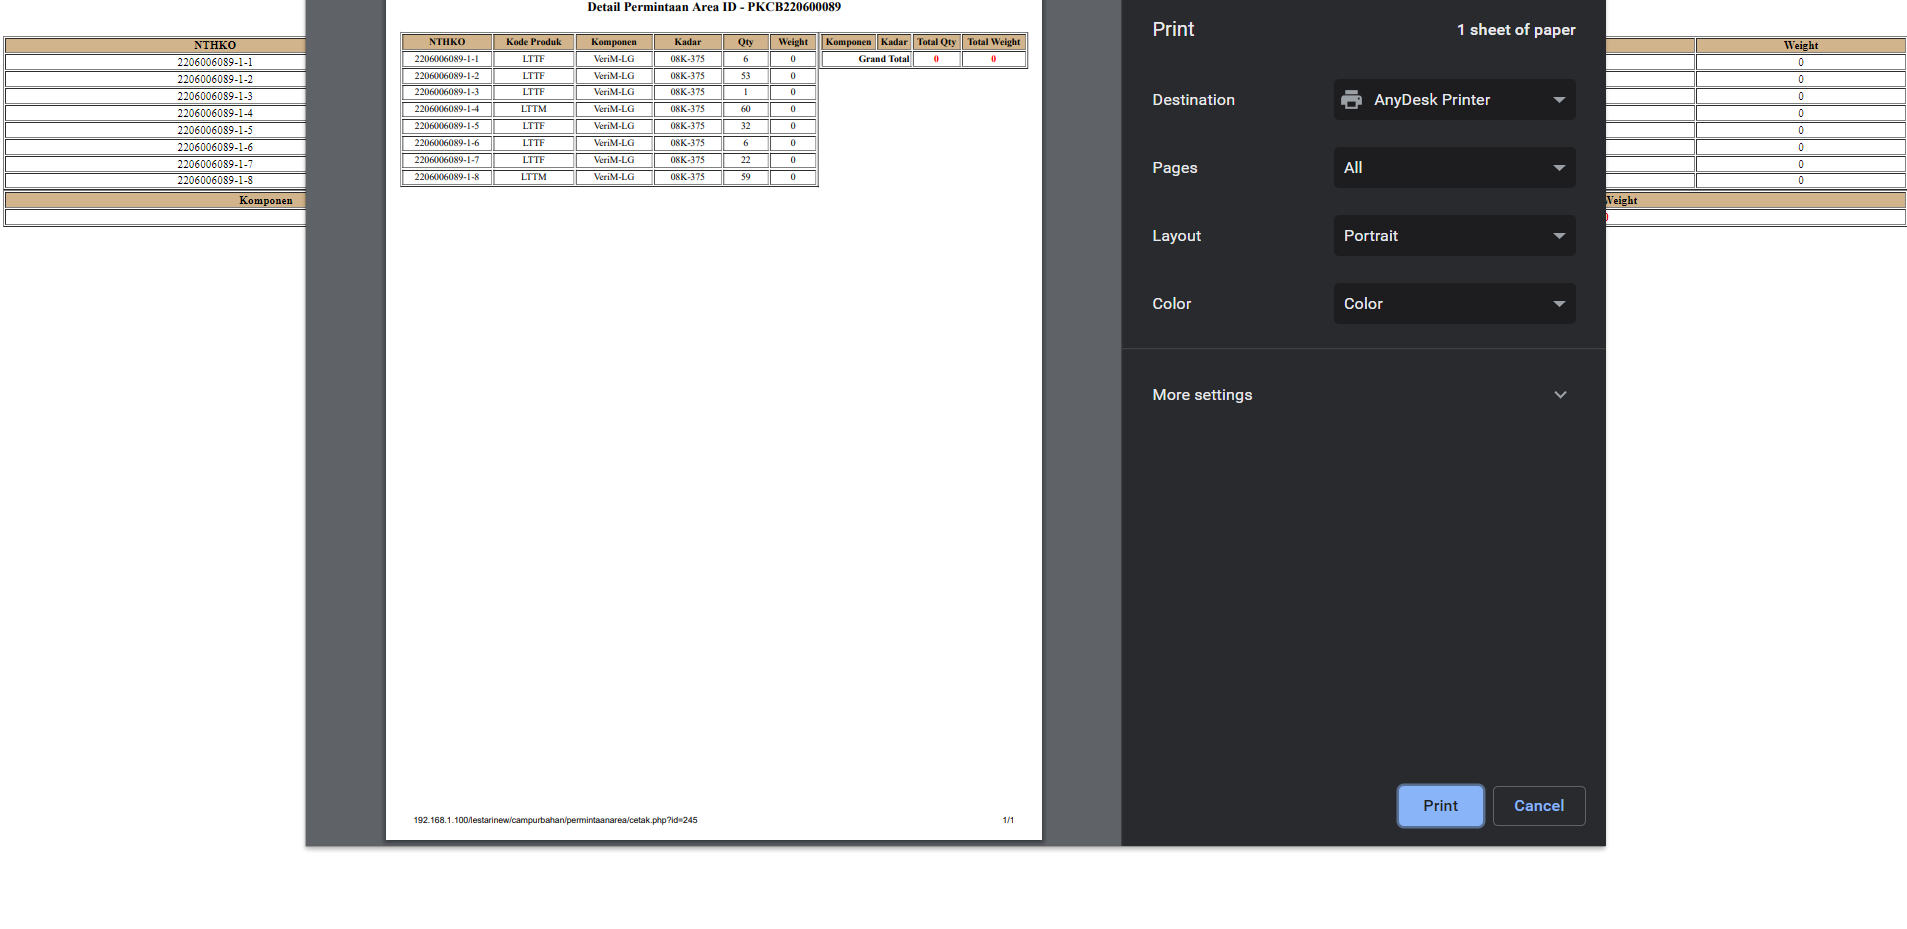 Detail Permintaan Area ID - PKCB220600089
NTHKO Kode Produk Komponen Kadar Qty Weight
2206006089-1-1 LTTF VeriM-LG 08K-375 6 0
2206006089-1-2 LTTF VeriM-LG 08K-375 53 0
2206006089-1-3 LTTF VeriM-LG 08K-375 1 0
2206006089-1-4 LTTM VeriM-LG 08K-375 60 0
2206006089-1-5 LTTF VeriM-LG 08K-375 32 0
2206006089-1-6 LTTF VeriM-LG 08K-375 6 0
2206006089-1-7 LTTF VeriM-LG 08K-375 22 0
2206006089-1-8 LTTM VeriM-LG 08K-375 59 0
Komponen Kadar Total Qty Total Weight
Grand Total 0 0
192.168.1.100/lestarinew/campurbahan/permintaanarea/cetak.php?id=245 1/1
NTHKO
2206006089-1-1
2206006089-1-2
2206006089-1-3
2206006089-1-4
2206006089-1-5
2206006089-1-6
2206006089-1-7
2206006089-1-8
Komponen
Print 1 sheet of paper
Destination AnyDesk Printer
Pages All
Layout Portrait
Color Color
More settings
Print Cancel
Weight
0
0
0
0
0
0
0
0
Weight